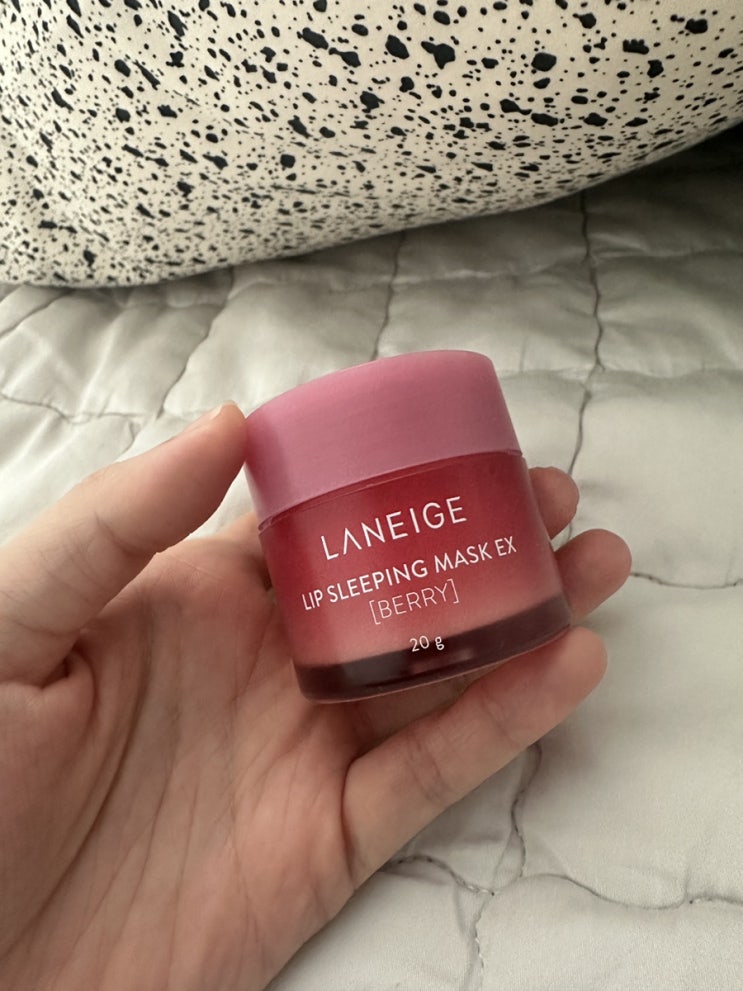 LANEIGE
LIP SLEEPING MASK EX
[BERRY]
20 g